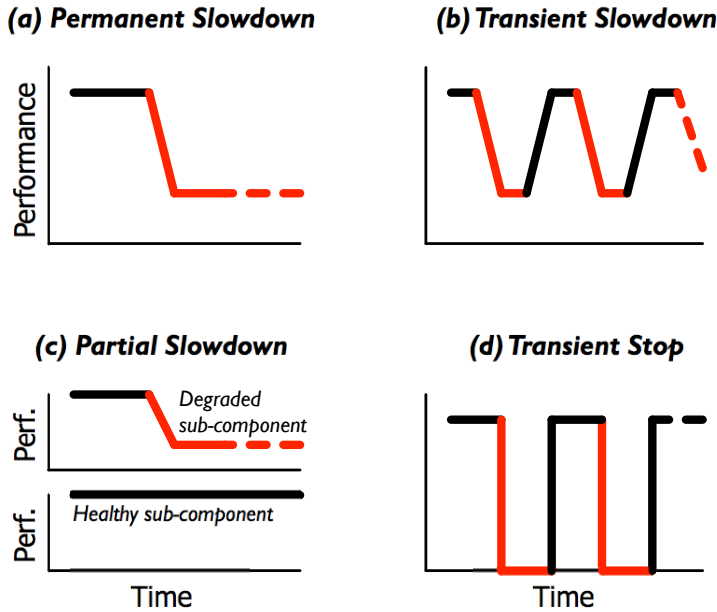 (a) Permanent Slowdown
(b) Transient Slowdown
Performance
(c) Partial Slowdown
(d) Transient Stop
Perf.
Degraded
sub-component
Perf.
Healthy sub-component
Time
Time